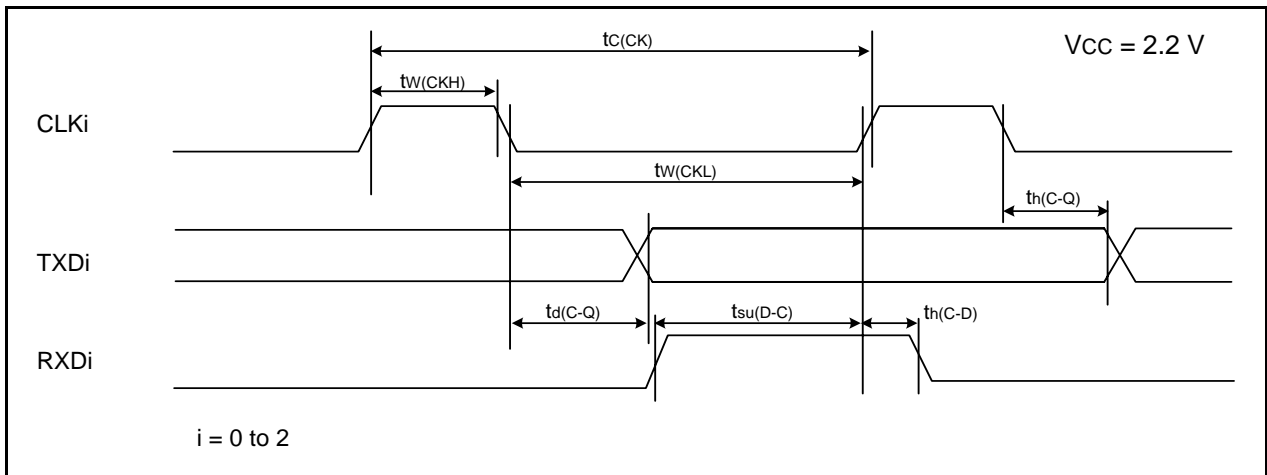 tC(CK)
VCC = 2.2 V
tW(CKH)
CLKi
tW(CKL)
th(C-Q)
TXDi
td(C-Q)
tsu(D-C)
th(C-D)
RXDi
i = 0 to 2